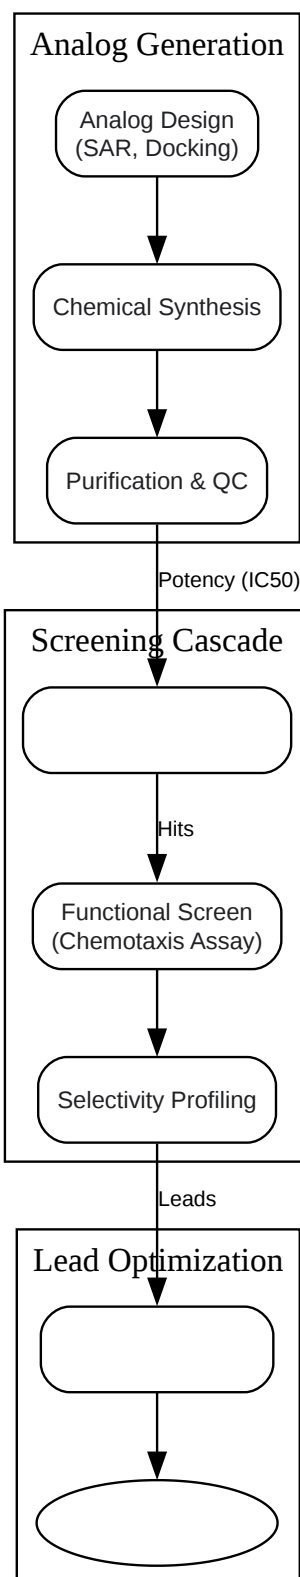 Analog Generation
Analog Design
(SAR, Docking)
Chemical Synthesis
Purification & QC
Potency (IC50)
Screening Cascade
Hits
Functional Screen
(Chemotaxis Assay)
Selectivity Profiling
Leads
Lead Optimization